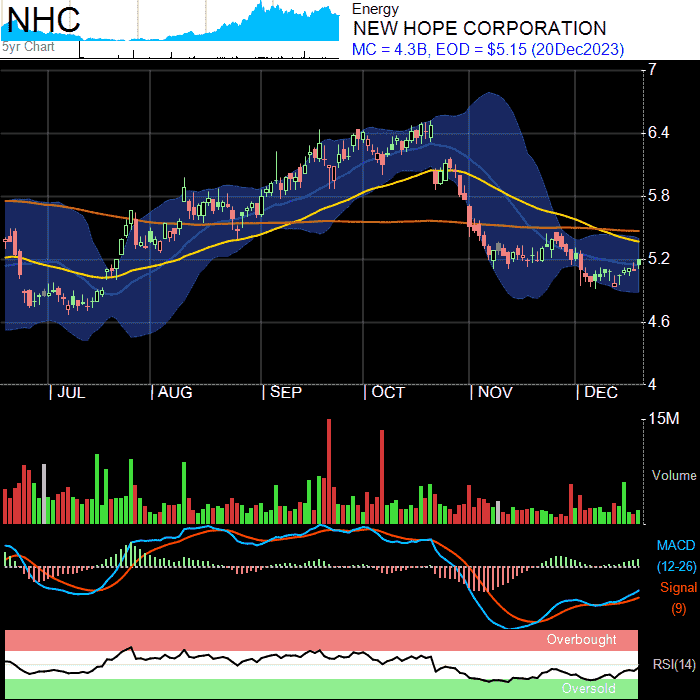 NHC
5yr Chart
Energy
NEW HOPE CORPORATION
MC = 4.3B, EOD = $5.15 (20Dec2023)
7
6.4
5.8
5.2
4.6
4
| JUL | AUG | SEP | OCT | NOV | DEC
15M
Volume
MACD
(12-26)
Signal
(9)
Overbought
RSI(14)
Oversold